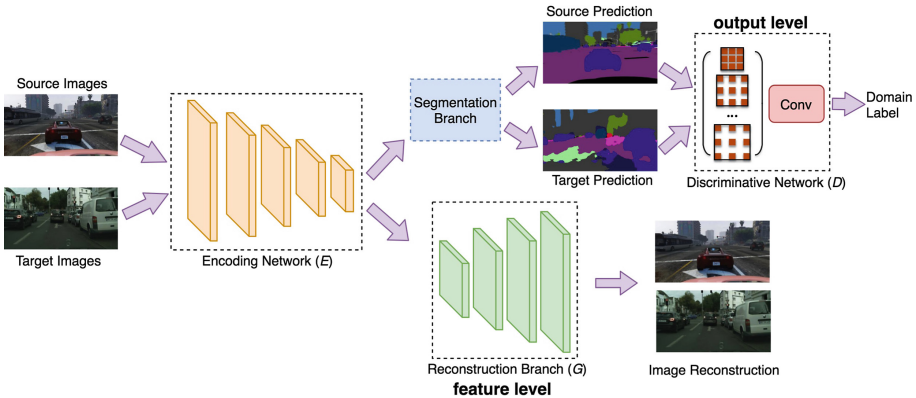 Source Images
Target Images
Encoding Network (E)
Segmentation
Branch
Source Prediction
Target Prediction
output level
...
Conv
Discriminative Network (D)
Domain
Label
Reconstruction Branch (G)
feature level
Image Reconstruction